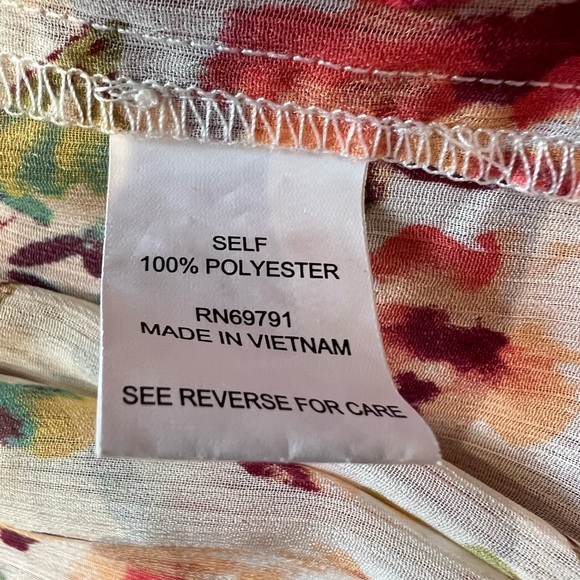 SELF
100% POLYESTER
RN69791
MADE IN VIETNAM
SEE REVERSE FOR CARE